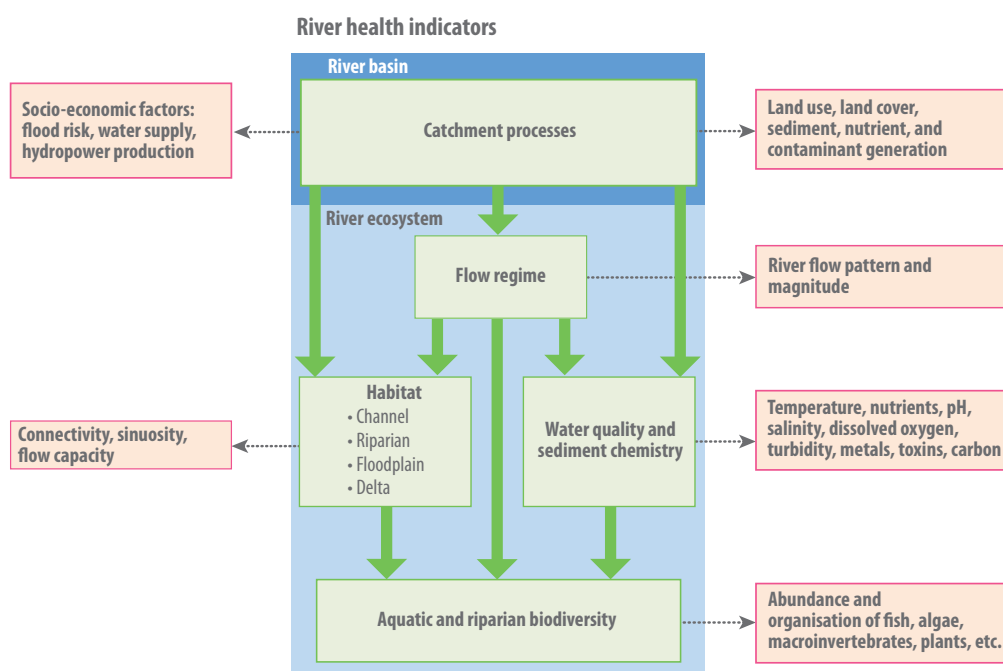 River health indicators
River basin
Socio-economic factors:
flood risk, water supply,
hydropower production
Catchment processes
Land use, land cover,
sediment, nutrient, and
contaminant generation
River ecosystem
Flow regime
River flow pattern and
magnitude
Habitat
• Channel
• Riparian
• Floodplain
• Delta
Connectivity, sinuosity,
flow capacity
Water quality and
sediment chemistry
Temperature, nutrients, pH,
salinity, dissolved oxygen,
turbidity, metals, toxins, carbon
Aquatic and riparian biodiversity
Abundance and
organisation of fish, algae,
macroinvertebrates, plants, etc.